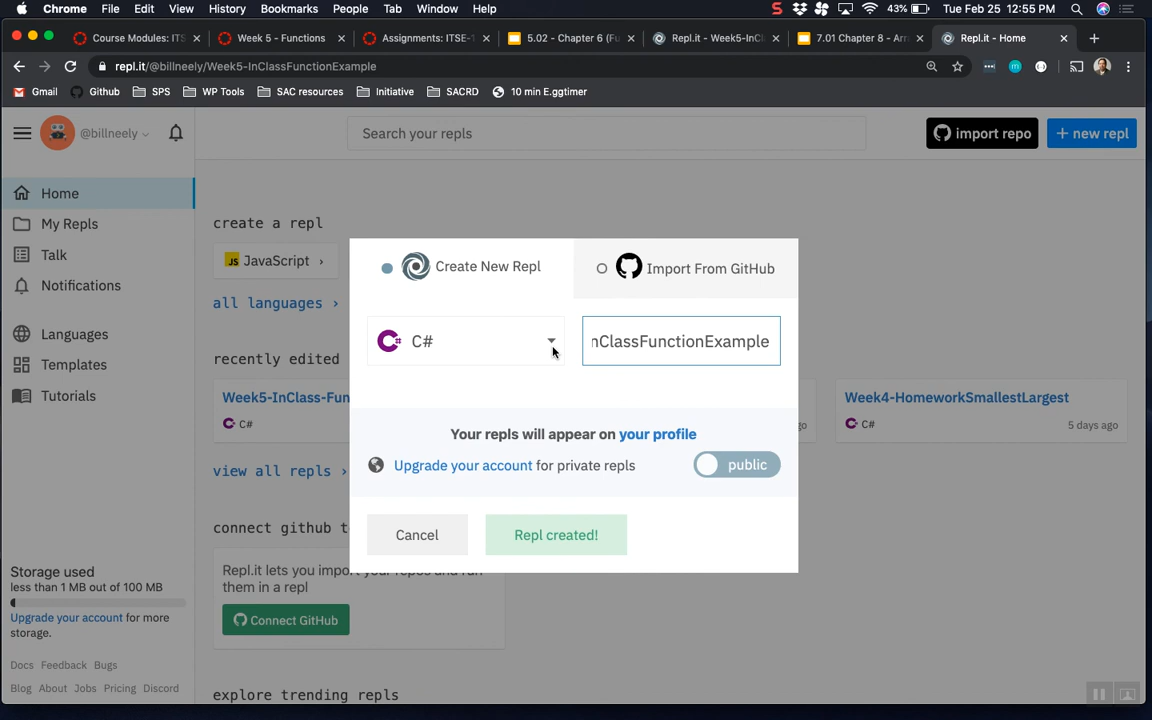 Chrome File Edit View History Bookmarks People Tab Window Help 43% Tue Feb 25 12:55 PM
Course Modules: ITS Week 5 - Functions Assignments: ITSE-1 5.02 - Chapter 6 (Fu Repl.it - Week5-InCl 7.01 Chapter 8 - Arr Repl.it - Home
repl.it/@billneely/Week5-InClassFunctionExample
Gmail Github SPS WP Tools SAC resources Initiative SACRD 10 min E.ggtimer
@billneely Search your repls import repo + new repl
Home
My Repls
Talk
Notifications
Languages
Templates
Tutorials
Storage used
less than 1 MB out of 100 MB
Upgrade your account for more
storage.
Docs Feedback Bugs
Blog About Jobs Pricing Discord
create a repl
JS JavaScript ›
all languages ›
recently edited
Week5-InClass-Fun
C#
go
Week4-HomeworkSmallestLargest
C# 5 days ago
view all repls ›
connect github t
Repl.it lets you import your repos and run
them in a repl
Connect GitHub
explore trending repls
Create New Repl Import From GitHub
C# nClassFunctionExample
Your repls will appear on your profile
Upgrade your account for private repls public
Cancel Repl created!